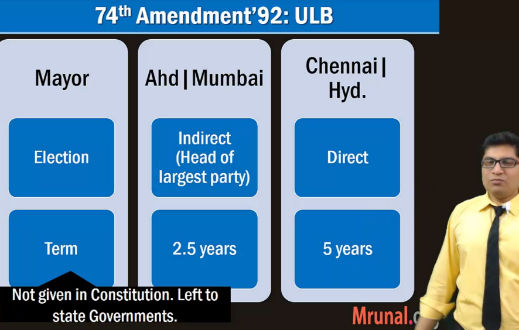 74th Amendment'92: ULB
Mayor
Ahd|Mumbai
Chennai|
Hyd.
Election
Indirect
(Head of
largest party)
Direct
Term
2.5 years
5 years
Not given in Constitution. Left to
state Governments.
Mrunal.